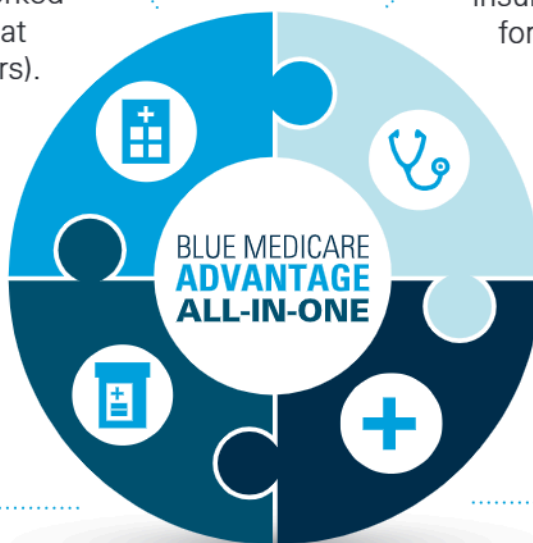 at
rs).
for
BLUE MEDICARE
ADVANTAGE
ALL-IN-ONE